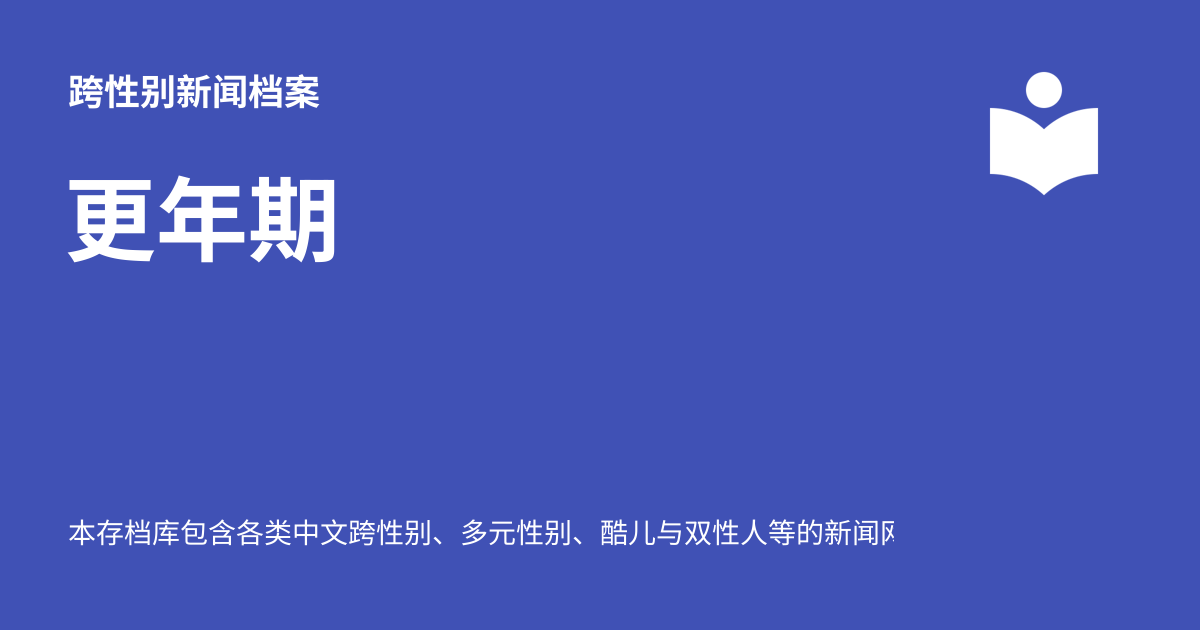 跨性别新闻档案
更年期
本存档库包含各类中文跨性别、多元性别、酷儿与双性人等的新闻